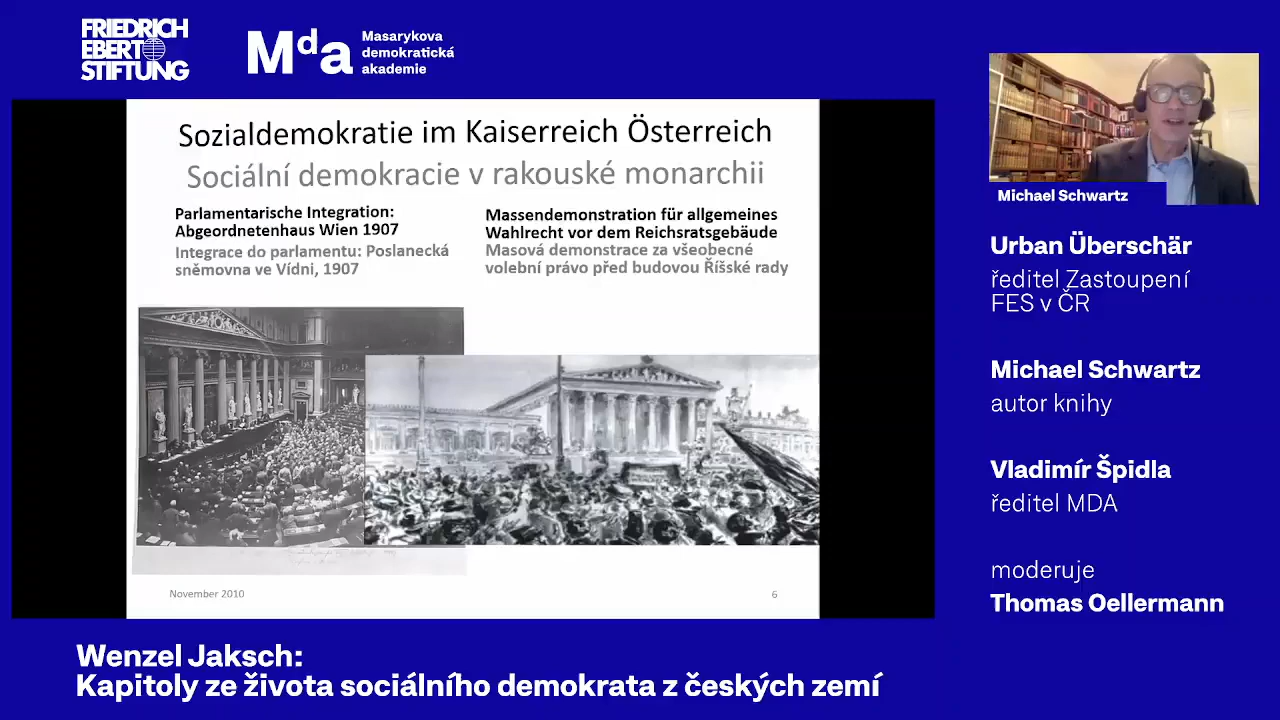 FRIEDRICH
EBERT
STIFTUNG
Mda
Masarykova
demokratická
akademie
Sozialdemokratie im Kaiserreich Österreich
Sociální demokracie v rakouské monarchii
Parlamentarische Integration:
Abgeordnetenhaus Wien 1907
Integrace do parlamentu: Poslanecká
sněmovna ve Vídni, 1907
Massendemonstration für allgemeines
Wahlrecht vor dem Reichsratsgebäude
Masová demonstrace za všeobecné
volební právo před budovou Říšské rady
November 2010
6
Michael Schwartz
Urban Überschär
ředitel Zastoupení
FES v ČR
Michael Schwartz
autor knihy
Vladimír Špidla
ředitel MDA
moderuje
Thomas Oellermann
Wenzel Jaksch:
Kapitoly ze života sociálního demokrata z českých zemí